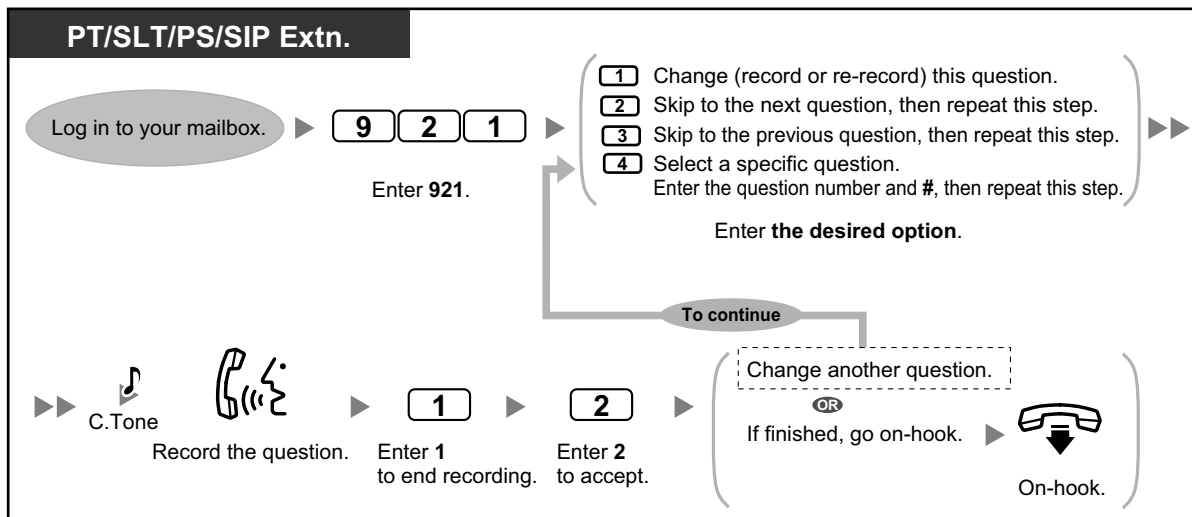 PT/SLT/PS/SIP Extn.
Log in to your mailbox.
9 2 1
Enter 921.
1 Change (record or re-record) this question.
2 Skip to the next question, then repeat this step.
3 Skip to the previous question, then repeat this step.
4 Select a specific question.
Enter the question number and #, then repeat this step.
Enter the desired option.
To continue
C.Tone
Record the question.
1
Enter 1
to end recording.
2
Enter 2
to accept.
Change another question.
OR
If finished, go on-hook.
On-hook.